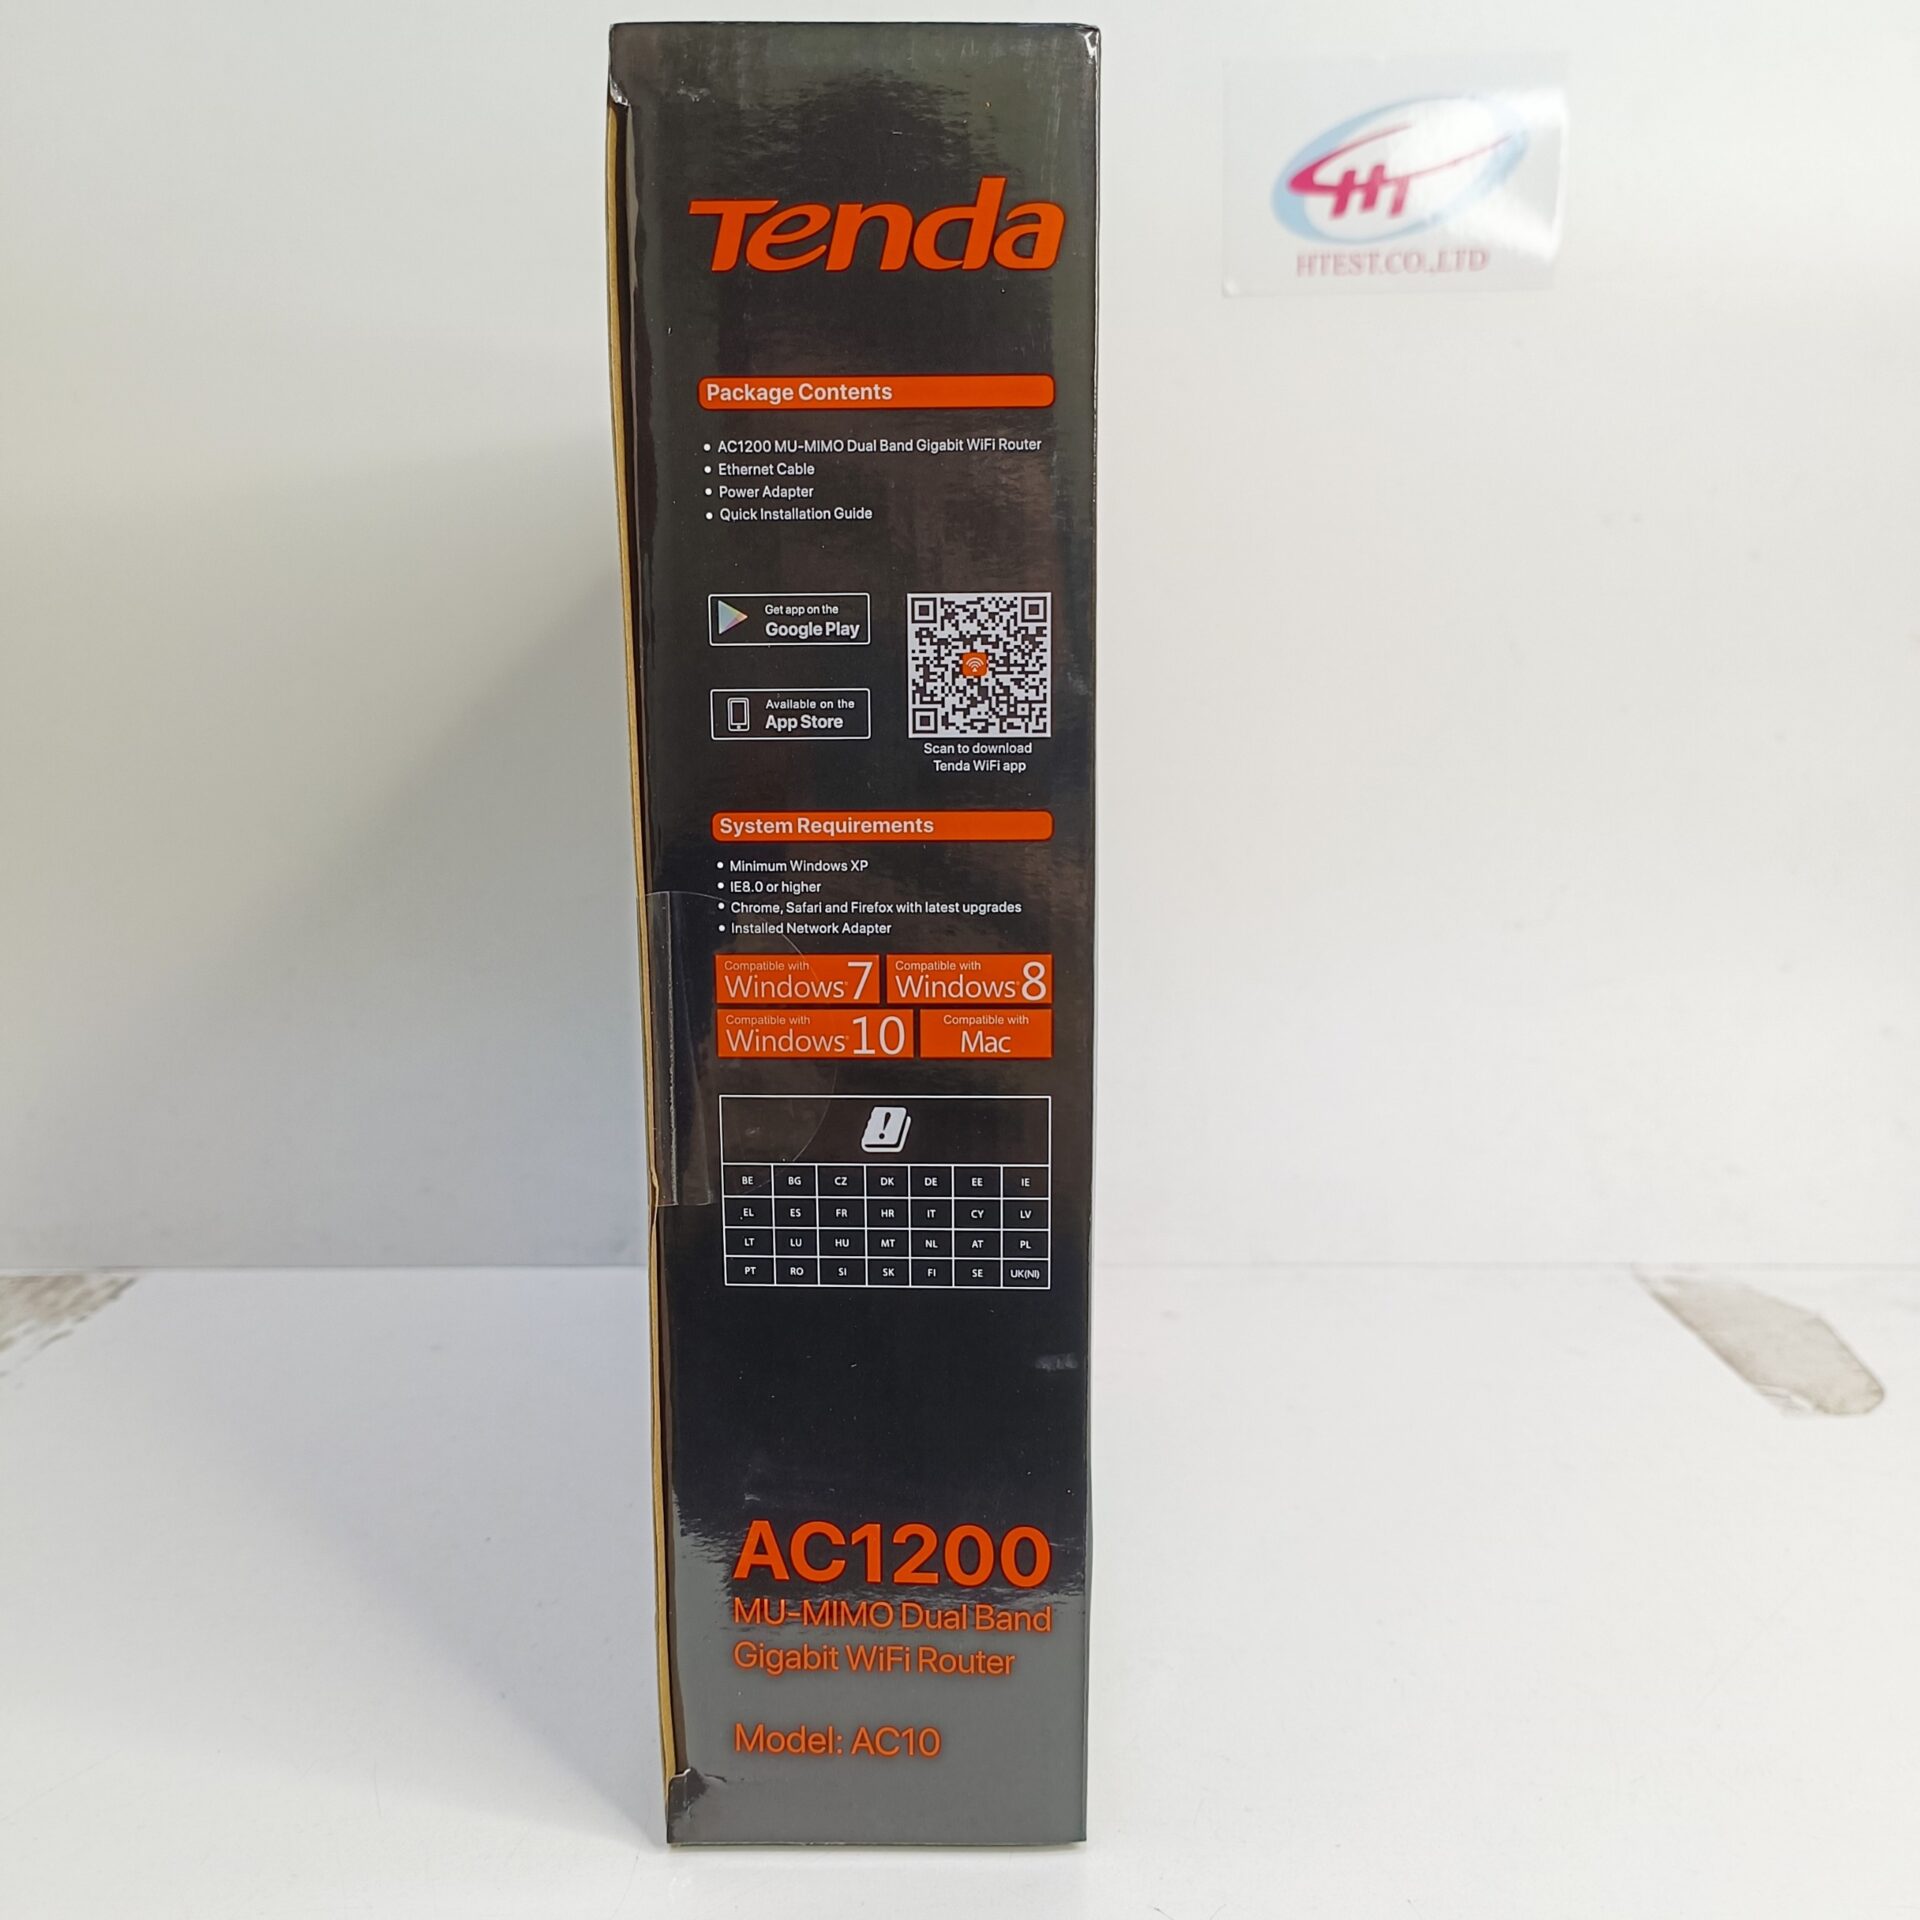 Tenda
HTEST.CO.,LTD
Package Contents
• AC1200 MU-MIMO Dual Band Gigabit WiFi Router
• Ethernet Cable
• Power Adapter
• Quick Installation Guide
Get app on the
Google Play
Available on the
App Store
Scan to download
Tenda WiFi app
System Requirements
• Minimum Windows XP
• IE8.0 or higher
• Chrome, Safari and Firefox with latest upgrades
• Installed Network Adapter
Compatible with
Windows 7
Compatible with
Windows 8
Compatible with
Windows 10
Compatible with
Mac
BE BG CZ DK DE EE IE
EL ES FR HR IT CY LV
LT LU HU MT NL AT PL
PT RO SI SK FI SE UK(NI)
AC1200
MU-MIMO Dual Band
Gigabit WiFi Router
Model: AC10